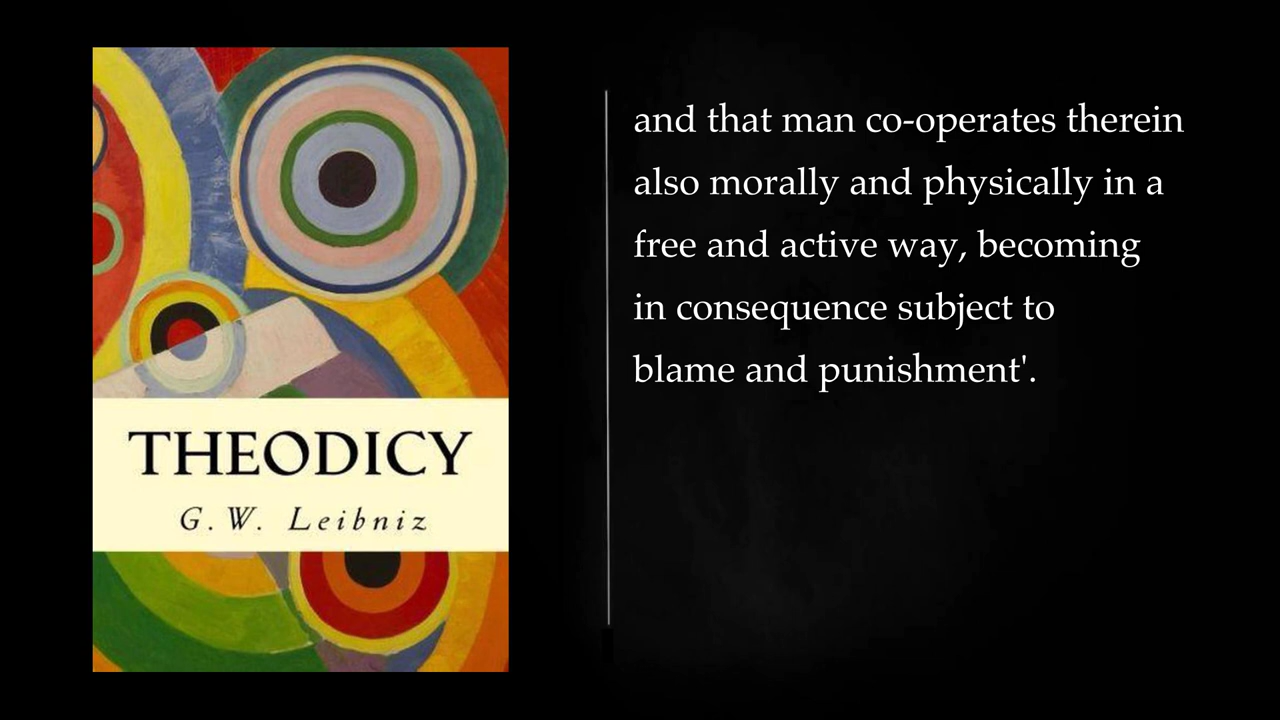 THEODICY
G.W. Leibniz
and that man co-operates therein
also morally and physically in a
free and active way, becoming
in consequence subject to
blame and punishment'.